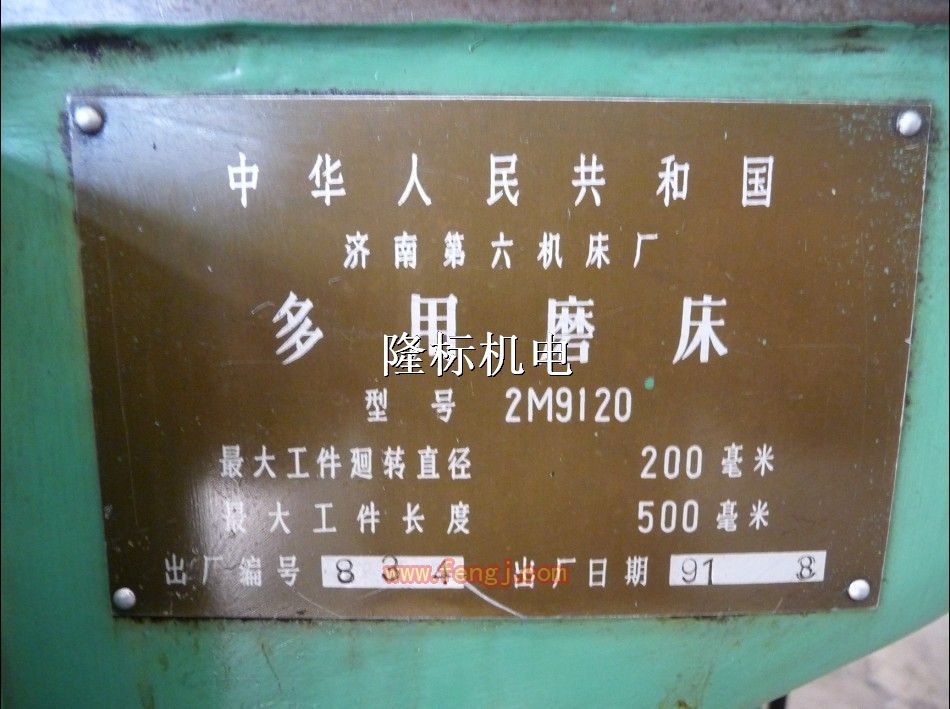 中华人民共和国
济南第六机床厂
多用磨床
隆标机电
型号 2M9120
最大工件廻转直径 200毫米
最大工件长度 500毫米
出厂编号 834 出厂日期 91 8
www.fengj.com